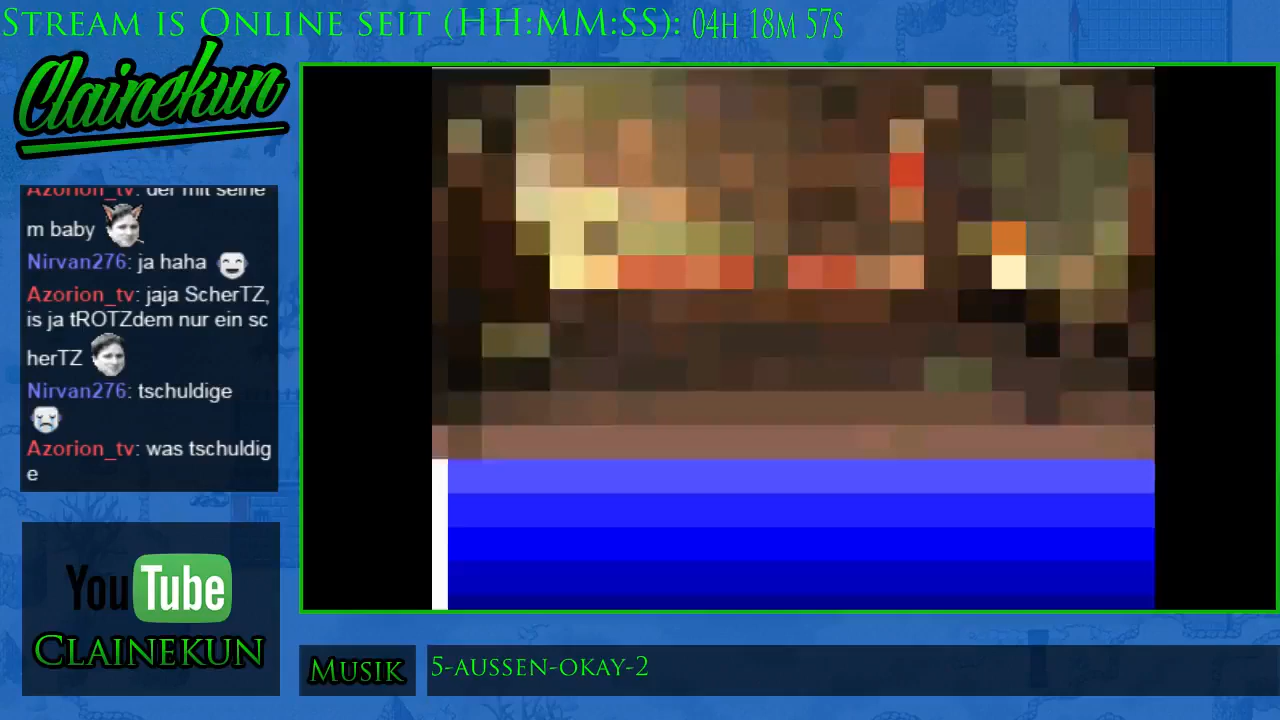 Stream is Online seit (HH:MM:SS): 04h 18m 57s
Clainekun
Azorion_tv: der mit seine
m baby
Nirvan276: ja haha
Azorion_tv: jaja ScherTZ,
is ja tROTZdem nur ein sc
herTZ
Nirvan276: tschuldige
Azorion_tv: was tschuldig
e
YouTube
Clainekun
Musik
5-aussen-okay-2